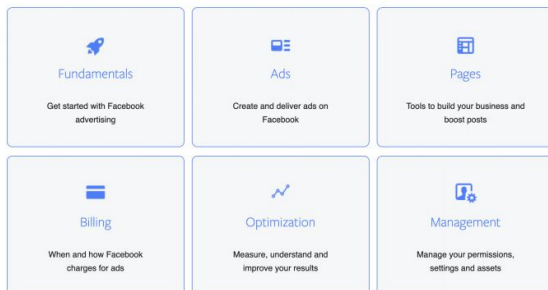 Fundamentals
Get started with Facebook
advertising
Ads
Create and deliver ads on
Facebook
Pages
Tools to build your business and
boost posts
Billing
When and how Facebook
charges for ads
Optimization
Measure, understand and
improve your results
Management
Manage your permissions,
settings and assets